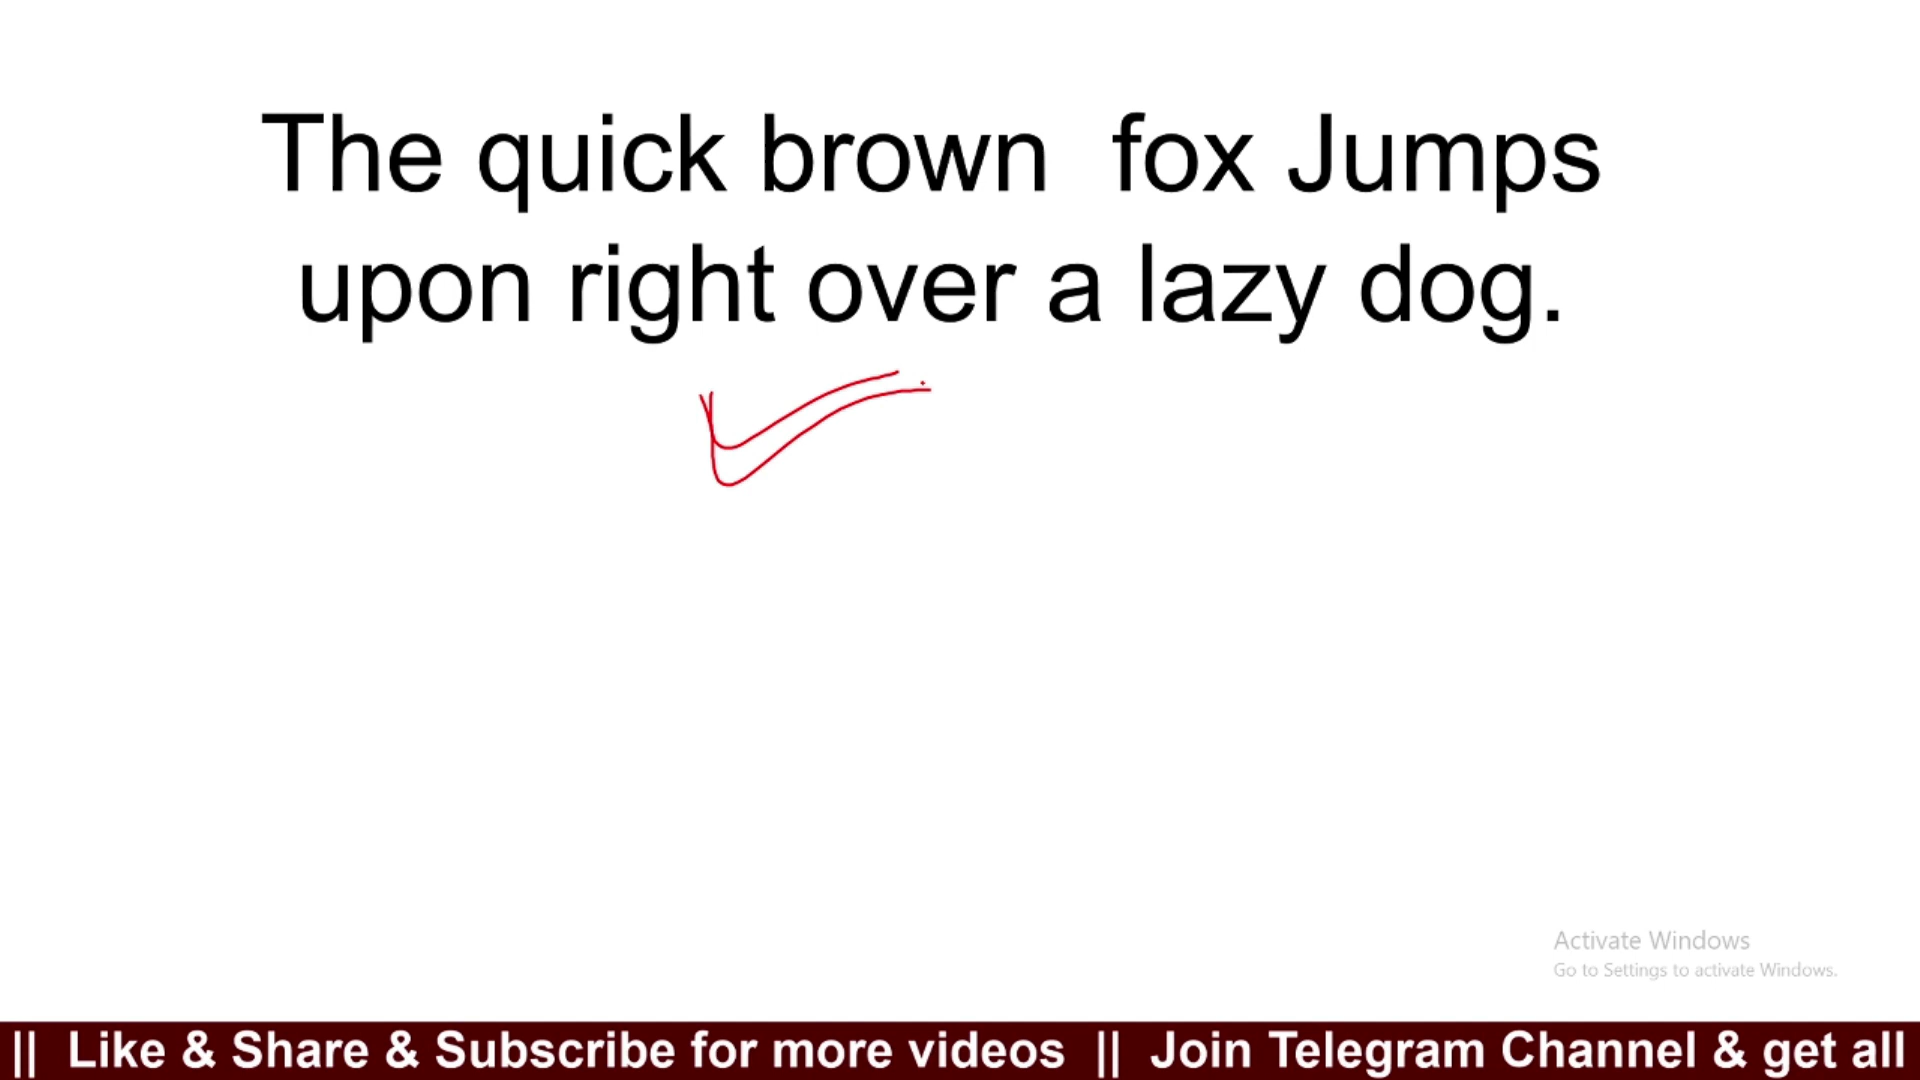 The quick brown  fox Jumps
upon right over a lazy dog.
Activate Windows
Go to Settings to activate Windows.
||  Like & Share & Subscribe for more videos  ||  Join Telegram Channel & get all